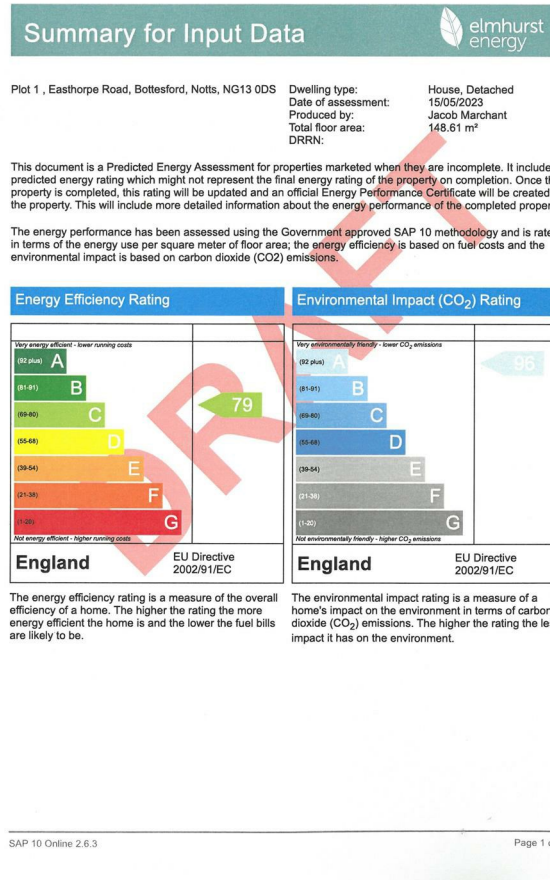 Summary for Input Data
elmhurst
energy
Plot 1 , Easthorpe Road, Bottesford, Notts, NG13 0DS
Dwelling type: House, Detached
Date of assessment: 15/05/2023
Produced by: Jacob Marchant
Total floor area: 148.61 m²
DRRN:
This document is a Predicted Energy Assessment for properties marketed when they are incomplete. It include
predicted energy rating which might not represent the final energy rating of the property on completion. Once t
property is completed, this rating will be updated and an official Energy Performance Certificate will be created
the property. This will include more detailed information about the energy performance of the completed proper
The energy performance has been assessed using the Government approved SAP 10 methodology and is rate
in terms of the energy use per square meter of floor area; the energy efficiency is based on fuel costs and the
environmental impact is based on carbon dioxide (CO2) emissions.
DRAFT
Energy Efficiency Rating
Very energy efficient - lower running costs
(92 plus) A
(81-91) B
(69-80) C
79
(55-68) D
(39-54) E
(21-38) F
(1-20) G
Not energy efficient - higher running costs
England
EU Directive
2002/91/EC
Environmental Impact (CO₂) Rating
Very environmentally friendly - lower CO₂ emissions
(92 plus) A
96
(81-91) B
(69-80) C
(55-68) D
(39-54) E
(21-38) F
(1-20) G
Not environmentally friendly - higher CO₂ emissions
England
EU Directive
2002/91/EC
The energy efficiency rating is a measure of the overall
efficiency of a home. The higher the rating the more
energy efficient the home is and the lower the fuel bills
are likely to be.
The environmental impact rating is a measure of a
home's impact on the environment in terms of carbon
dioxide (CO₂) emissions. The higher the rating the le
impact it has on the environment.
SAP 10 Online 2.6.3
Page 1